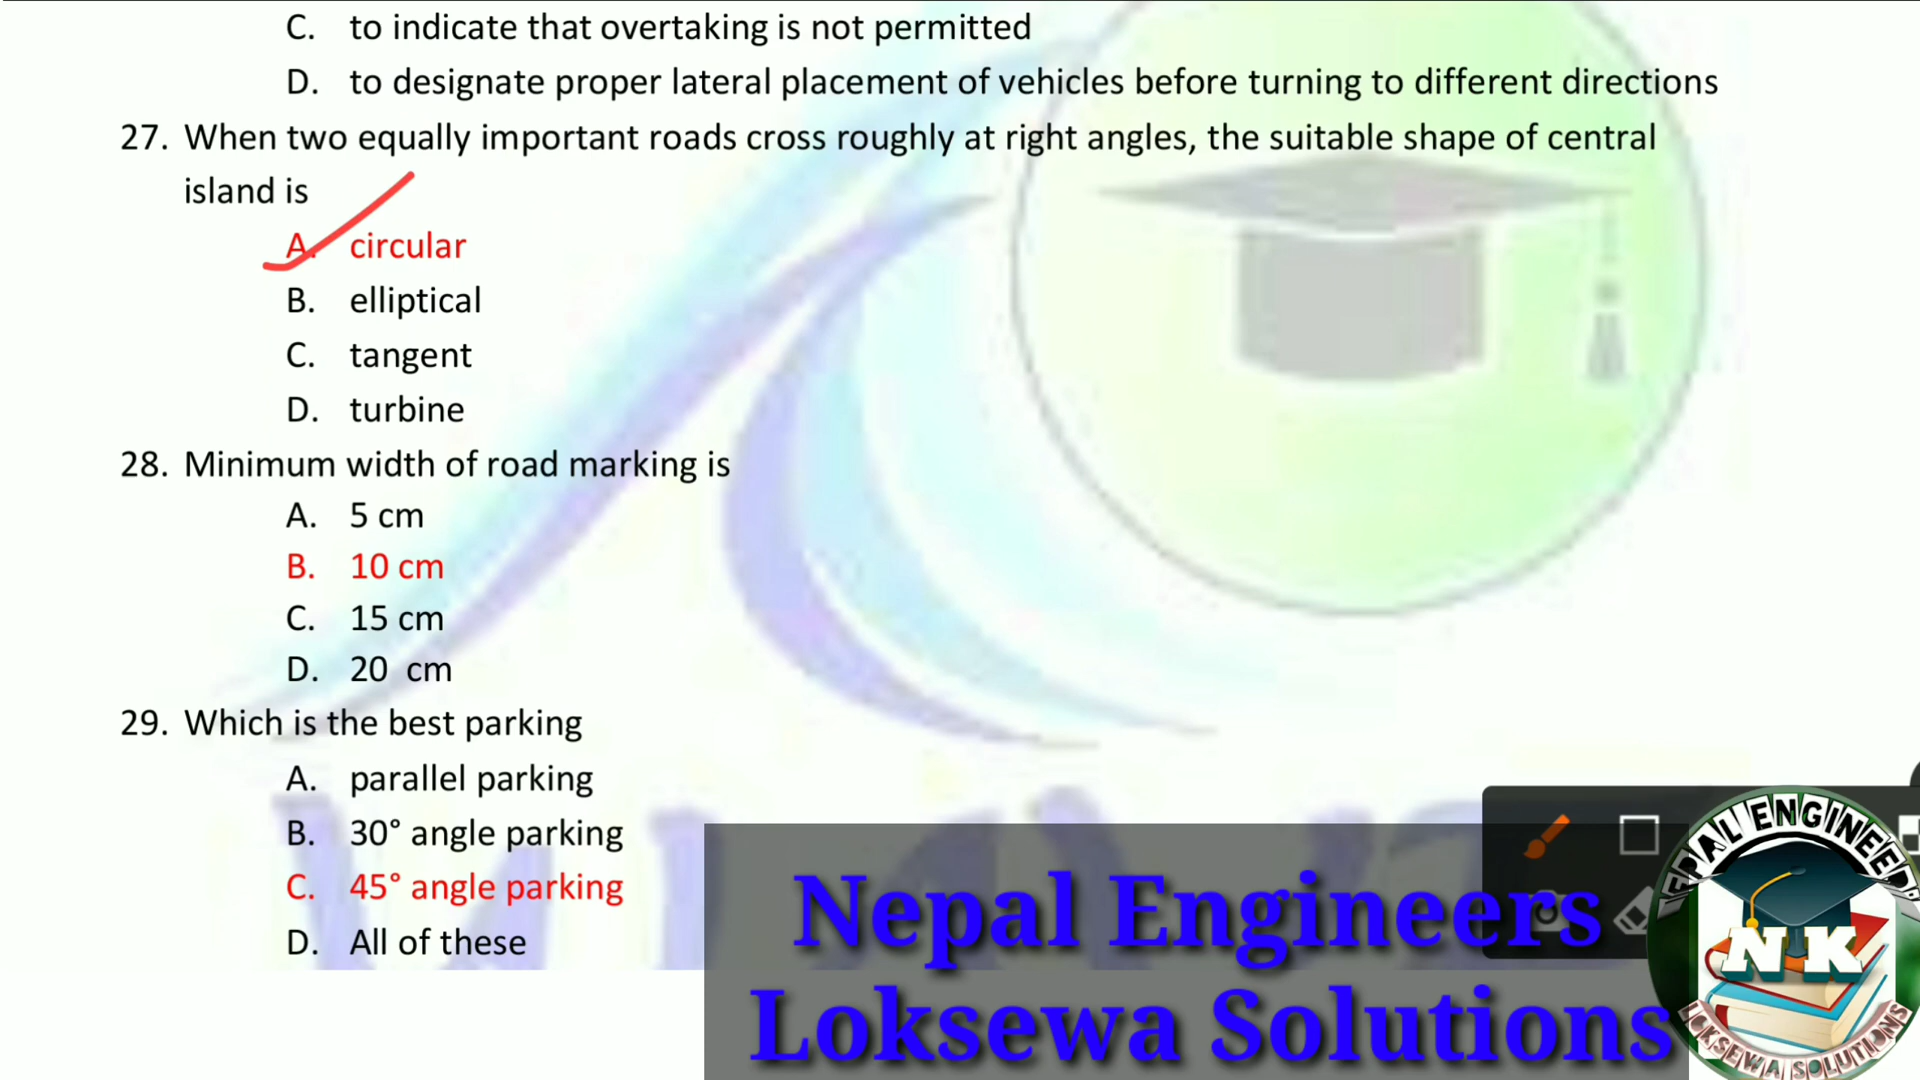 C. to indicate that overtaking is not permitted
D. to designate proper lateral placement of vehicles before turning to different directions
27. When two equally important roads cross roughly at right angles, the suitable shape of central
island is
A. circular
B. elliptical
C. tangent
D. turbine
28. Minimum width of road marking is
A. 5 cm
B. 10 cm
C. 15 cm
D. 20 cm
29. Which is the best parking
A. parallel parking
B. 30° angle parking
C. 45° angle parking
D. All of these
Nepal Engineers
Loksewa Solutions
NK
LOKSEWA SOLUTIONS